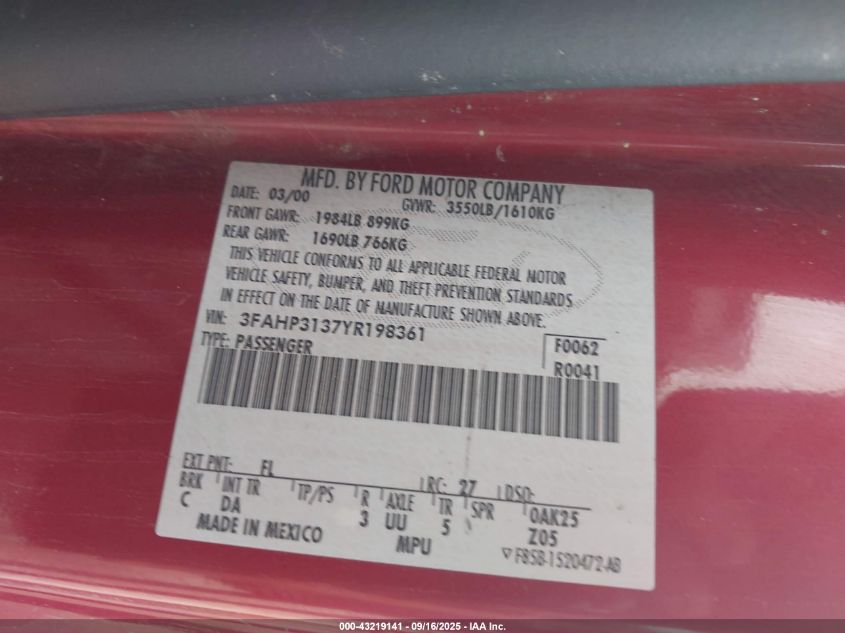 MFD. BY FORD MOTOR COMPANY
DATE: 03/00 GVWR: 3550LB/1610KG
FRONT GAWR: 1984LB 899KG
REAR GAWR: 1690LB 766KG
THIS VEHICLE CONFORMS TO ALL APPLICABLE FEDERAL MOTOR
VEHICLE SAFETY, BUMPER, AND THEFT PREVENTION STANDARDS
IN EFFECT ON THE DATE OF MANUFACTURE SHOWN ABOVE.
VIN: 3FAHP3137YR198361
F0062
TYPE: PASSENGER
R0041
EXT PNT: FL RC: 27 DSO:
BRK INT TR TP/PS R AXLE TR SPR 0AK25
C DA 3 UU 5 Z05
MADE IN MEXICO MPU
F85B-1520472-AB
000-43219141 - 09/16/2025 - IAA Inc.